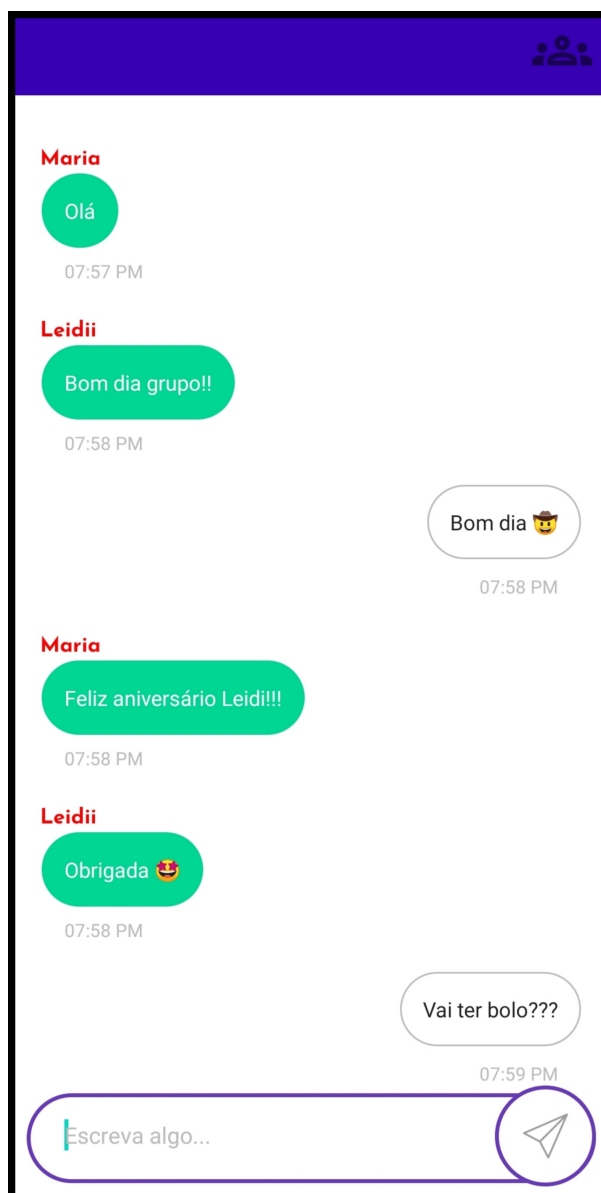 Maria
Olá
07:57 PM
Leidii
Bom dia grupo!!
07:58 PM
Bom dia 🤠
07:58 PM
Maria
Feliz aniversário Leidi!!!
07:58 PM
Leidii
Obrigada 🤩
07:58 PM
Vai ter bolo???
07:59 PM
Escreva algo...